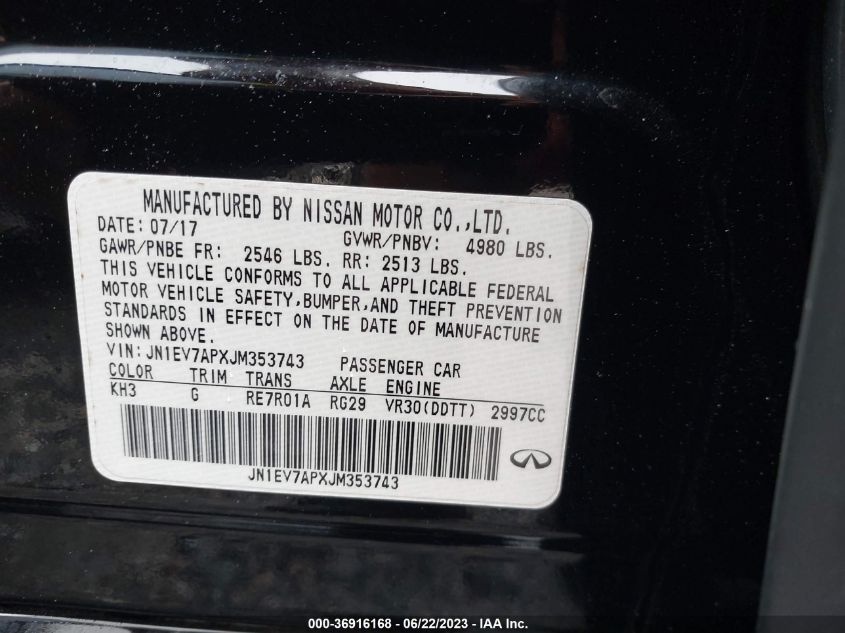 MANUFACTURED BY NISSAN MOTOR CO.,LTD.
DATE: 07/17 GVWR/PNBV: 4980 LBS.
GAWR/PNBE FR: 2546 LBS. RR: 2513 LBS.
THIS VEHICLE CONFORMS TO ALL APPLICABLE FEDERAL
MOTOR VEHICLE SAFETY,BUMPER,AND THEFT PREVENTION
STANDARDS IN EFFECT ON THE DATE OF MANUFACTURE
SHOWN ABOVE.
VIN:JN1EV7APXJM353743 PASSENGER CAR
COLOR TRIM TRANS AXLE ENGINE
KH3 G RE7R01A RG29 VR30(DDTT) 2997CC
JN1EV7APXJM353743
000-36916168 - 06/22/2023 - IAA Inc.